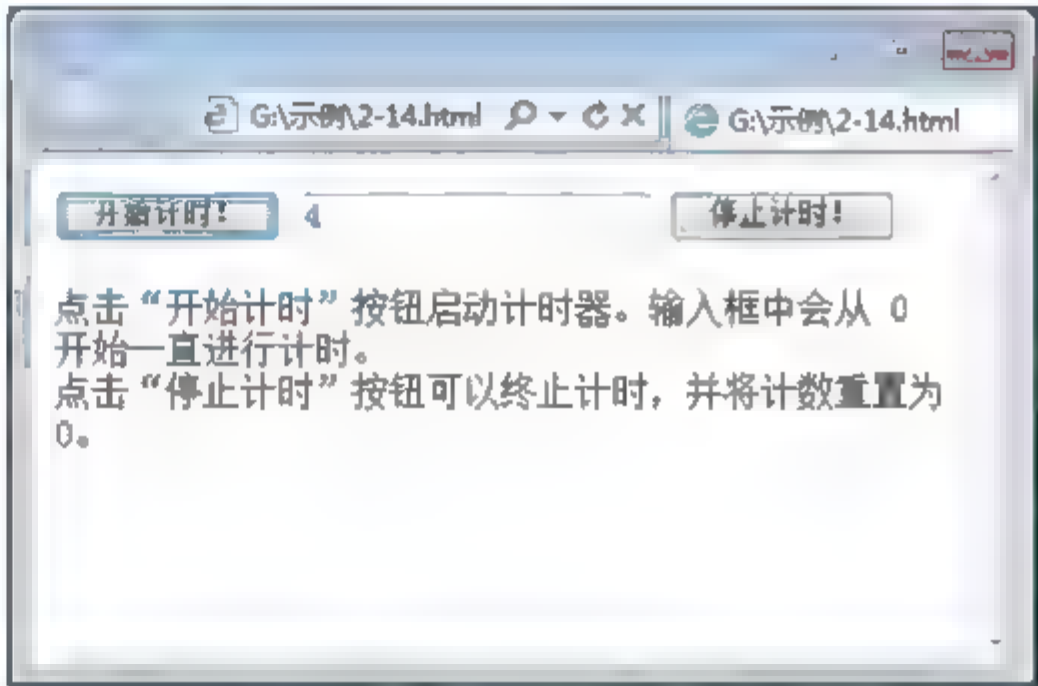 G:\示例\2-14.html G:\示例\2-14.html
开始计时! 4 停止计时!
点击“开始计时”按钮启动计时器。输入框中会从 0
开始一直进行计时。
点击“停止计时”按钮可以终止计时，并将计数重置为
0。